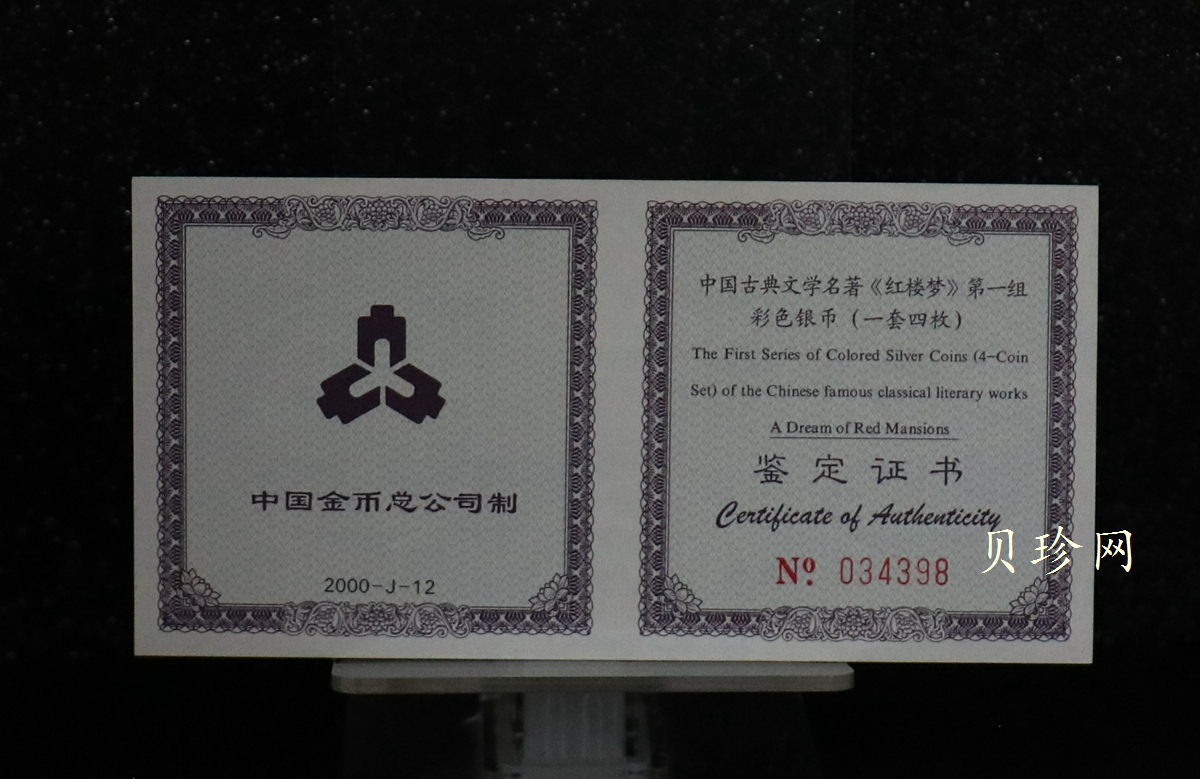 中国金币总公司制
2000-J-12
中国古典文学名著《红楼梦》第一组
彩色银币（一套四枚）
The First Series of Colored Silver Coins (4-Coin
Set) of the Chinese famous classical literary works
A Dream of Red Mansions
鉴定证书
Certificate of Authenticity
Nº 034398
贝珍网